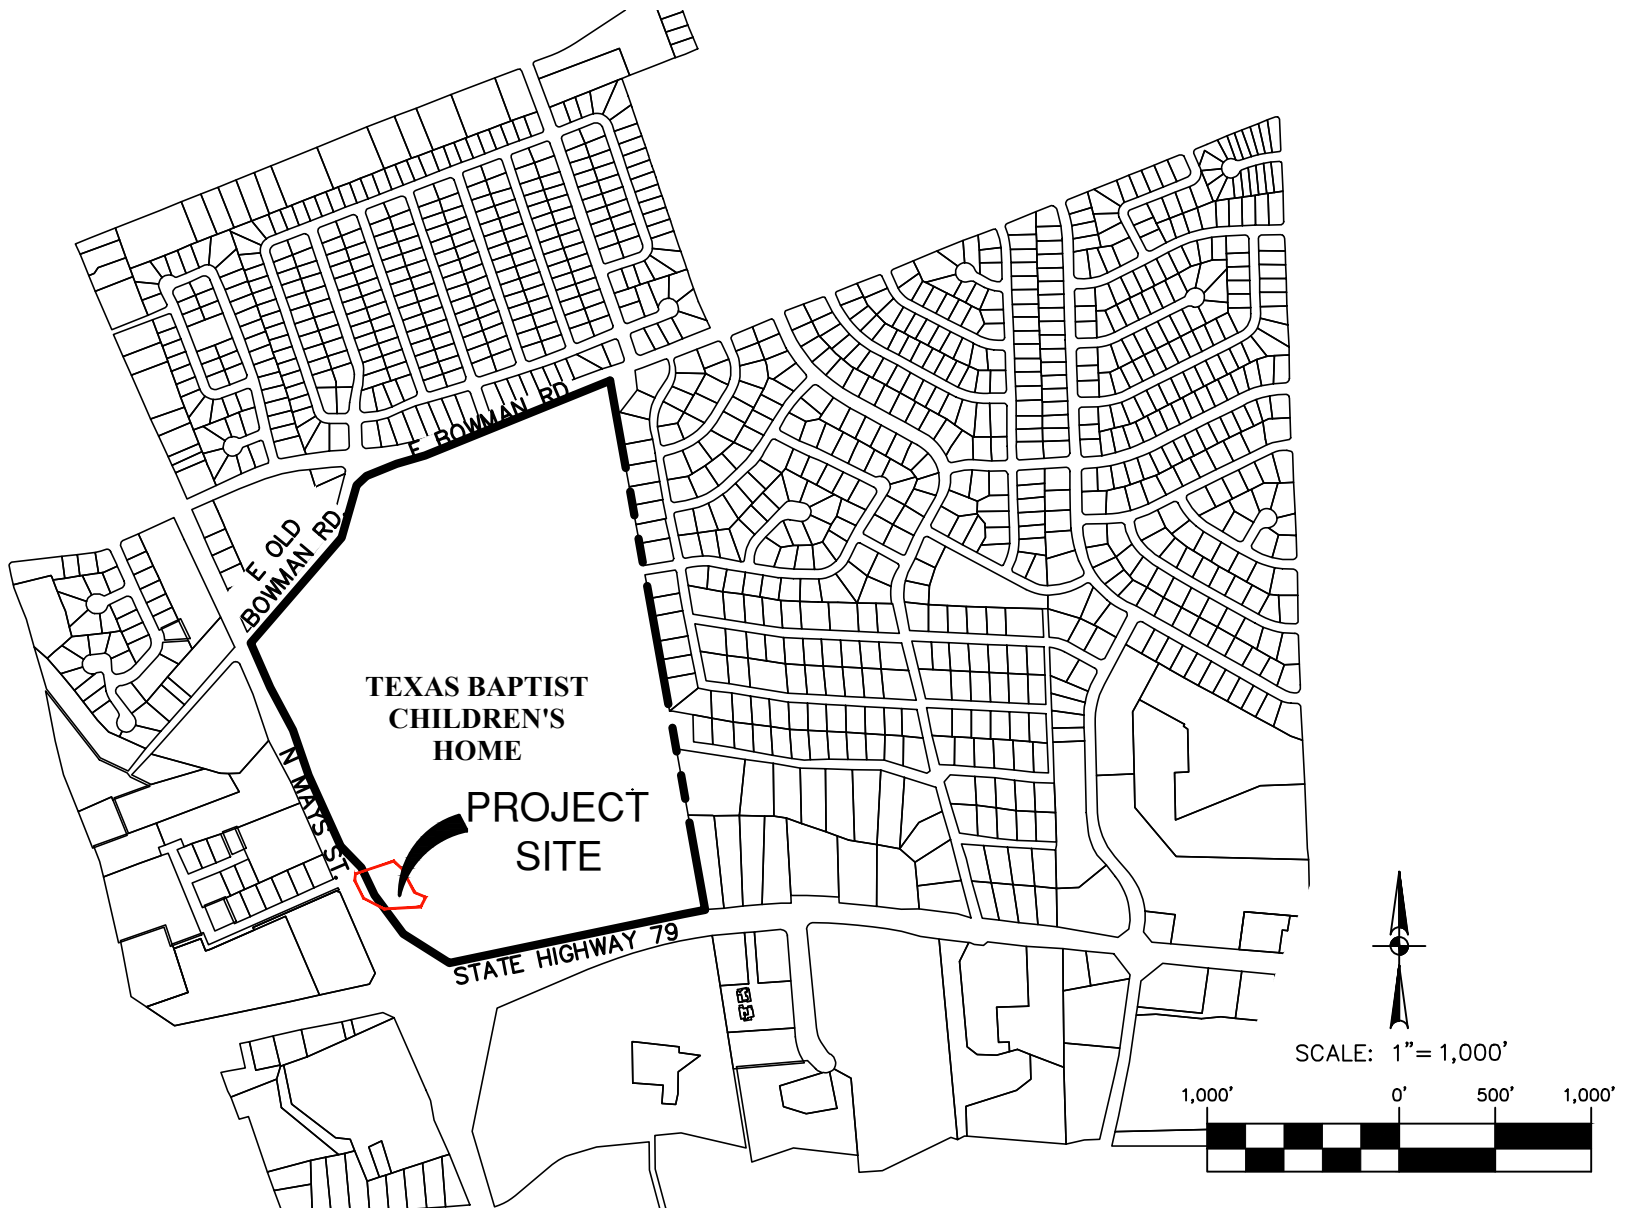 E BOWMAN RD
E OLD
BOWMAN RD.
TEXAS BAPTIST
CHILDREN'S
HOME
N MAYS ST.
PROJECT
SITE
STATE HIGHWAY 79
SCALE: 1"= 1,000'
1,000' 0' 500' 1,000'